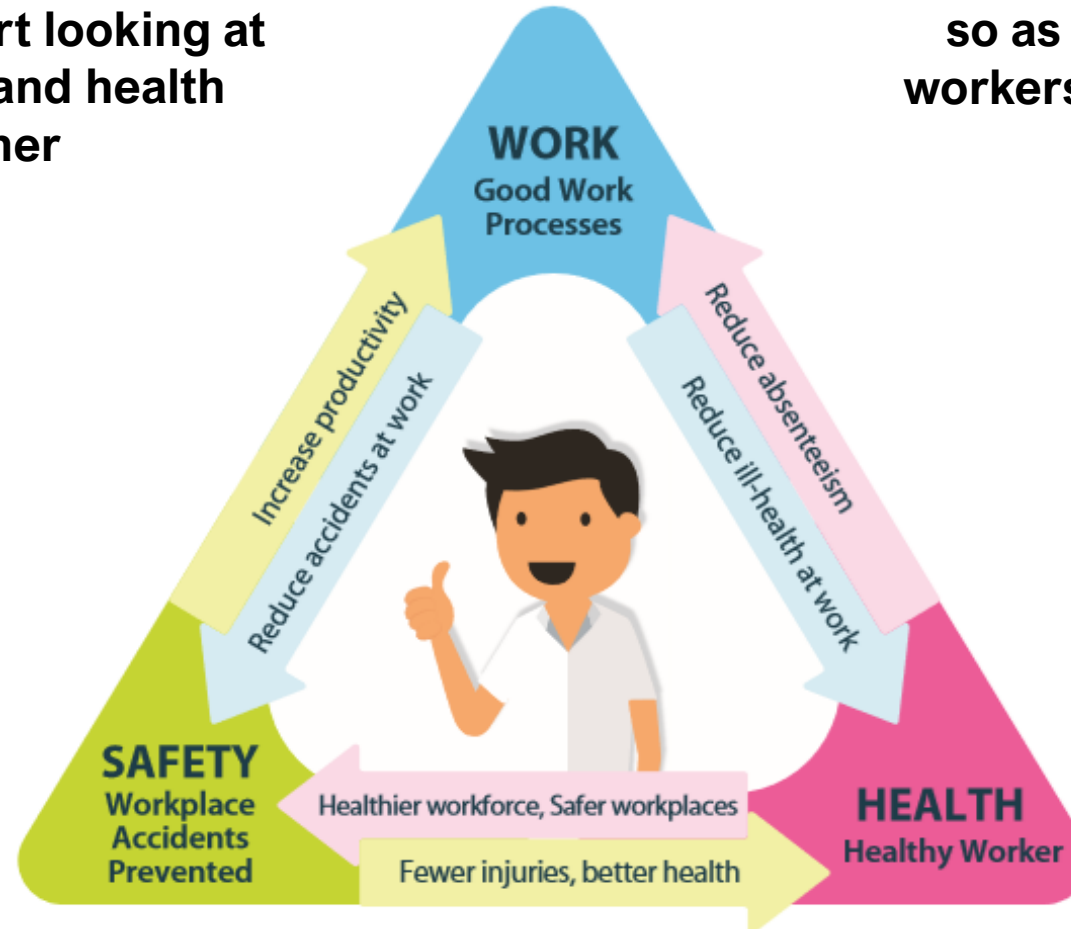 looking at
and health
so as
workers
WORK
Good Work
Processes
Increase productivity
Reduce accidents at work
Reduce absenteeism
Reduce ill-health at work
SAFETY
Workplace
Accidents
Prevented
Healthier workforce, Safer workplaces
Fewer injuries, better health
HEALTH
Healthy Worker